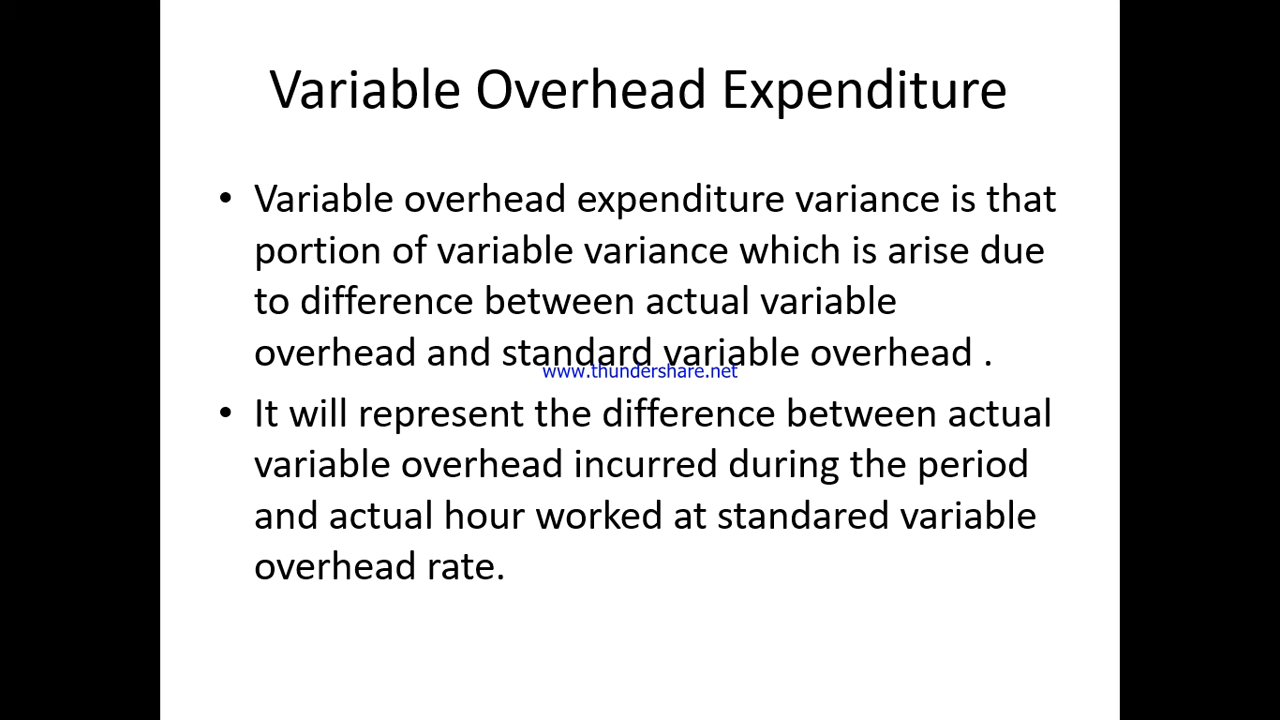 Variable Overhead Expenditure
• Variable overhead expenditure variance is that
portion of variable variance which is arise due
to difference between actual variable
overhead and standard variable overhead .
www.thundershare.net
• It will represent the difference between actual
variable overhead incurred during the period
and actual hour worked at standared variable
overhead rate.